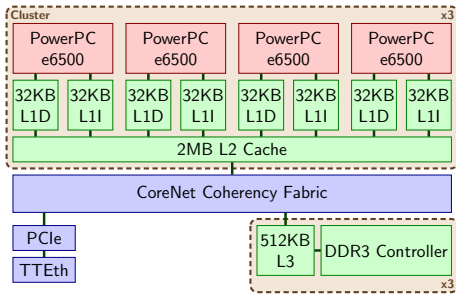 Cluster x3
PowerPC PowerPC PowerPC PowerPC
e6500 e6500 e6500 e6500
32KB 32KB 32KB 32KB 32KB 32KB 32KB 32KB
L1D L1I L1D L1I L1D L1I L1D L1I
2MB L2 Cache
CoreNet Coherency Fabric
PCIe
TTEth
512KB
L3
DDR3 Controller
x3